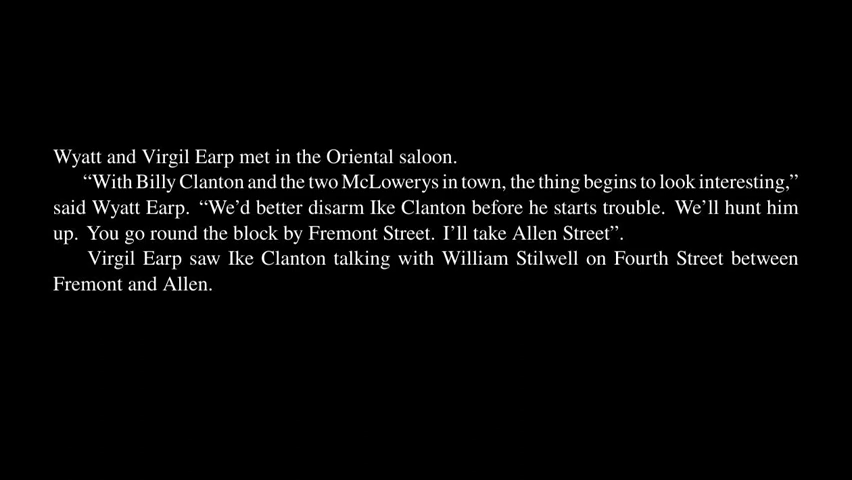 Wyatt and Virgil Earp met in the Oriental saloon.
“With Billy Clanton and the two McLowerys in town, the thing begins to look interesting,”
said Wyatt Earp. “We’d better disarm Ike Clanton before he starts trouble. We’ll hunt him
up. You go round the block by Fremont Street. I’ll take Allen Street”.
Virgil Earp saw Ike Clanton talking with William Stilwell on Fourth Street between
Fremont and Allen.